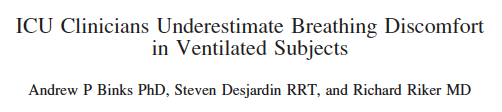 ICU Clinicians Underestimate Breathing Discomfort
in Ventilated Subjects
Andrew P Binks PhD, Steven Desjardin RRT, and Richard Riker MD